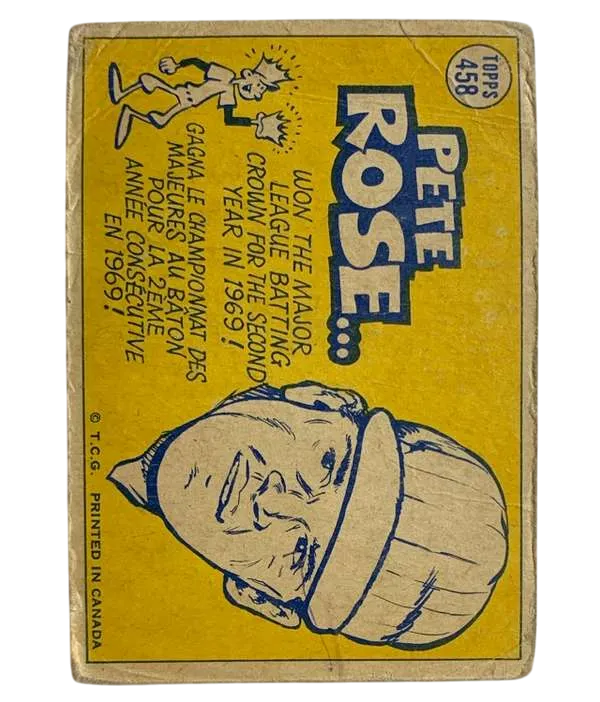 TOPPS
458
PETE
ROSE...
WON THE MAJOR
LEAGUE BATTING
CROWN FOR THE SECOND
YEAR IN 1969!
GAGNA LE CHAMPIONNAT DES
MAJEURES AU BÂTON
POUR LA 2ÈME
ANNÉE CONSÉCUTIVE
EN 1969!
© T.C.G. PRINTED IN CANADA